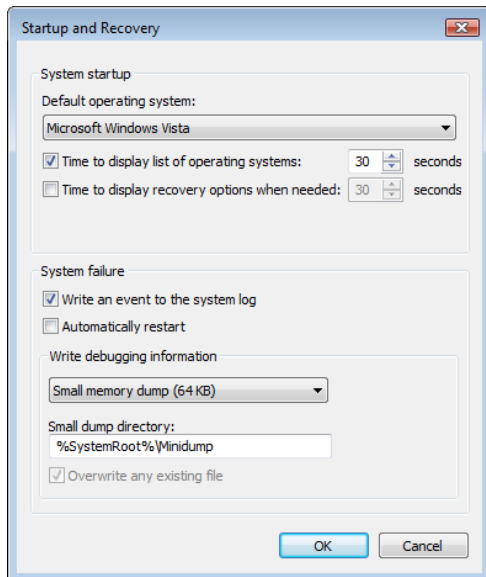 Startup and Recovery
System startup
Default operating system:
Microsoft Windows Vista
Time to display list of operating systems: 30 seconds
Time to display recovery options when needed: 30 seconds
System failure
Write an event to the system log
Automatically restart
Write debugging information
Small memory dump (64 KB)
Small dump directory:
%SystemRoot%\Minidump
Overwrite any existing file
OK Cancel